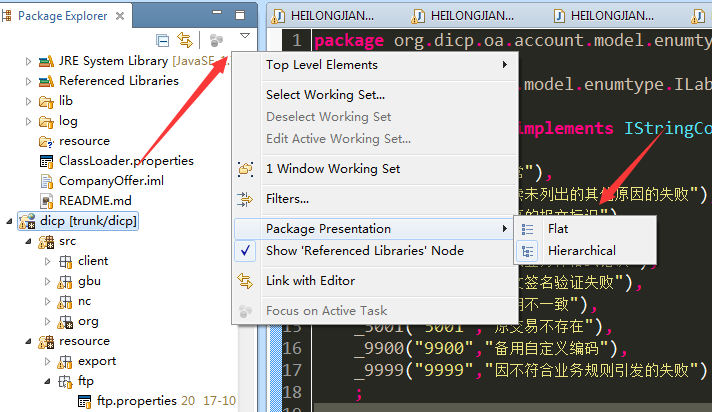 Package Explorer
JRE System Library [JavaSE
Referenced Libraries
lib
log
resource
ClassLoader.properties
CompanyOffer.iml
README.md
dicp [trunk/dicp]
src
client
gbu
nc
org
resource
export
ftp
ftp.properties 20 17-10
Top Level Elements
Select Working Set...
Deselect Working Set
Edit Active Working Set...
1 Window Working Set
Filters...
Package Presentation
Show 'Referenced Libraries' Node
Link with Editor
Focus on Active Task
Flat
Hierarchical
HEILONGJIAN...
HEILONGJIAN...
HEILONGJIAN...
1 package org.dicp.oa.account.model.enumty
.model.enumtype.ILab
implements IStringCo
"),
未列出的其他原因的失败")
签名验证失败"),
不一致"),
15 _5001("5001","原交易不存在"),
16 _9900("9900","备用自定义编码"),
17 _9999("9999","因不符合业务规则引发的失败")
18 ;